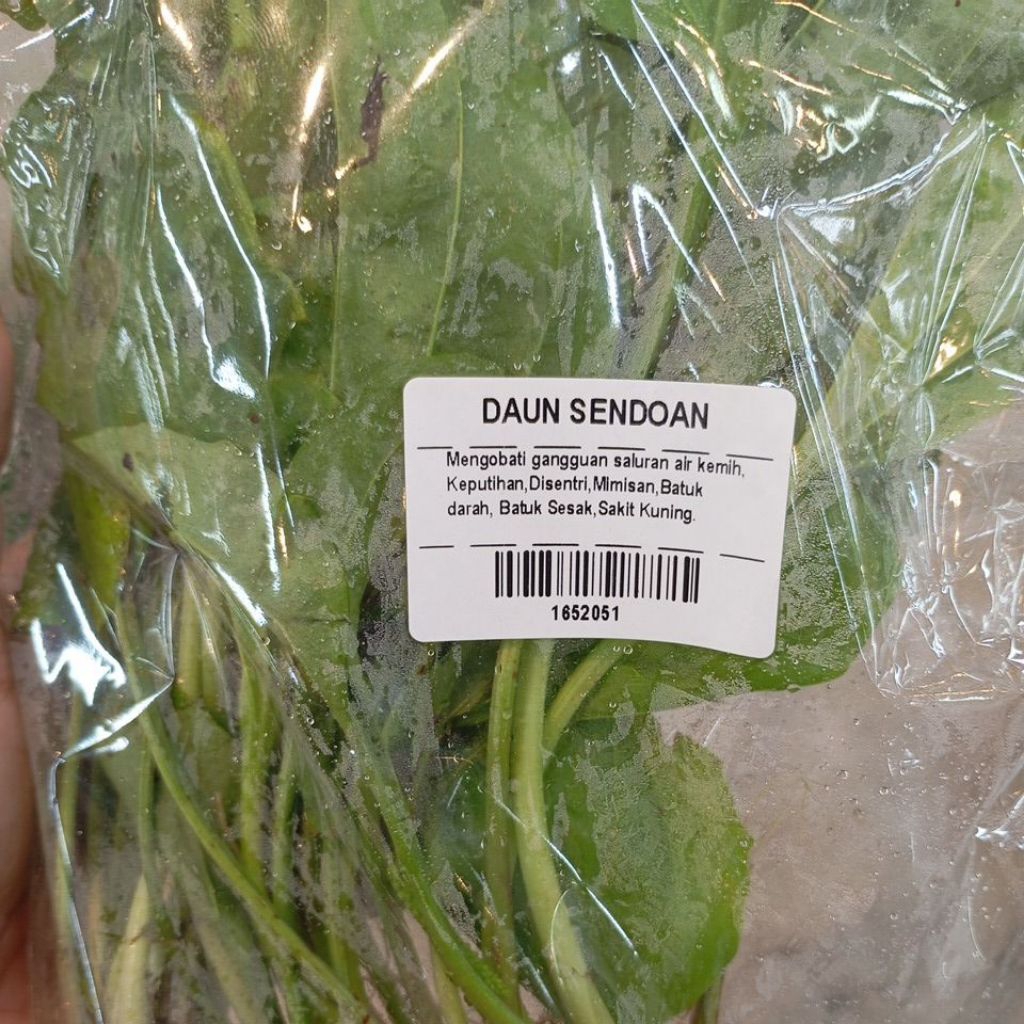 DAUN SENDOAN
Mengobati gangguan saluran air kemih,
Keputihan,Disentri,Mimisan,Batuk
darah, Batuk Sesak,Sakit Kuning.
1652051